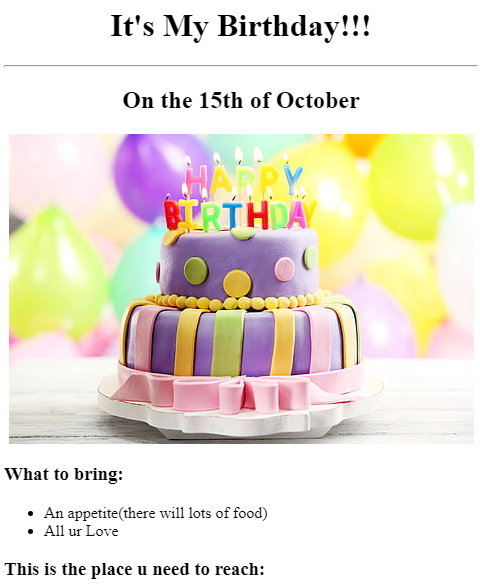 It's My Birthday!!!
On the 15th of October
HAPPY
BIRTHDAY
What to bring:
An appetite(there will lots of food)
All ur Love
This is the place u need to reach: